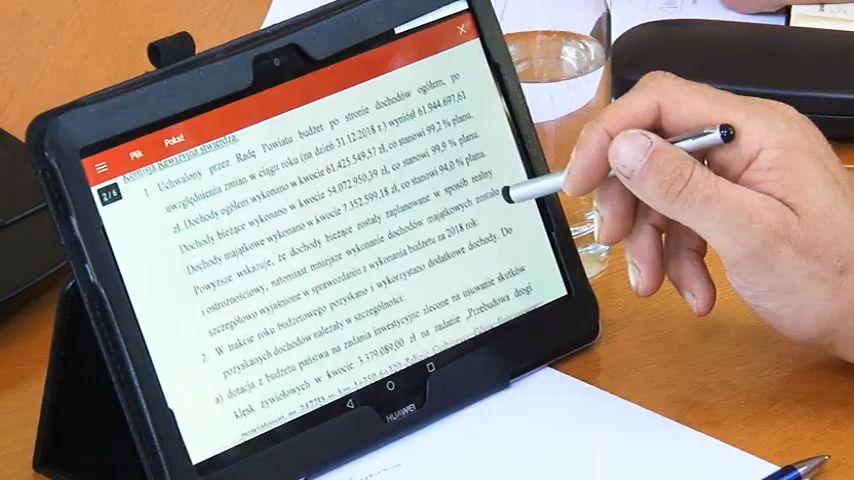 Plik Pokaż
2/6
Komisja Rewizyjna stwierdza:
1. Uchwalony przez Radę Powiatu budżet po stronie dochodów ogółem, po
uwzględnieniu zmian w ciągu roku (na dzień 31.12.2018 r.) wyniósł 61.944.697,61
zł. Dochody ogółem wykonano w kwocie 61.425.549,57 zł, co stanowi 99,2 % planu.
Dochody bieżące wykonano w kwocie 54.072.950,39 zł, co stanowi 99,9 % planu.
Dochody majątkowe wykonano w kwocie 7.352.599,18 zł, co stanowi 94,0 % planu.
Powyższe wskazuje, że dochody bieżące zostały zaplanowane w sposób realny
i ostrożnościowy, natomiast mniejsze wykonanie dochodów majątkowych zostało
szczegółowo wyjaśnione w sprawozdaniu z wykonania budżetu za 2018 rok.
2. W trakcie roku budżetowego pozyskano i wykorzystano dodatkowe dochody. Do
pozyskanych dochodów należały w szczególności:
a) dotacja z budżetu państwa na zadania inwestycyjne zlecone na usuwanie skutków
klęsk żywiołowych w kwocie 3.379.089,00 zł na zadanie „Przebudowa drogi
HUAWEI